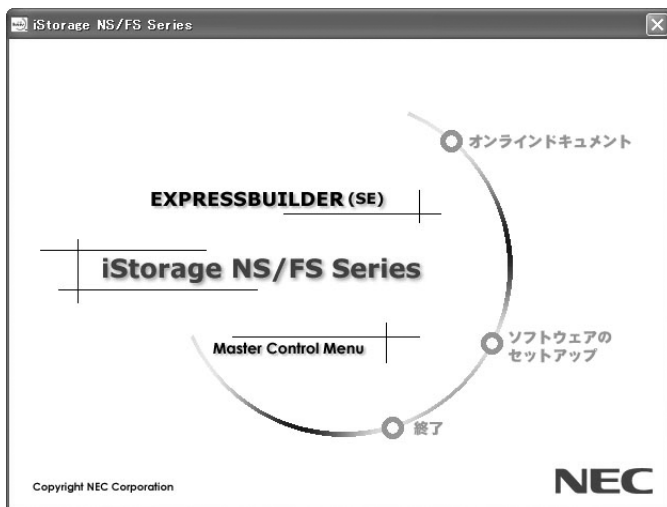 iStorage NS/FS Series
オンラインドキュメント
EXPRESSBUILDER (SE)
iStorage NS/FS Series
ソフトウェアの
セットアップ
Master Control Menu
終了
Copyright NEC Corporation
NEC